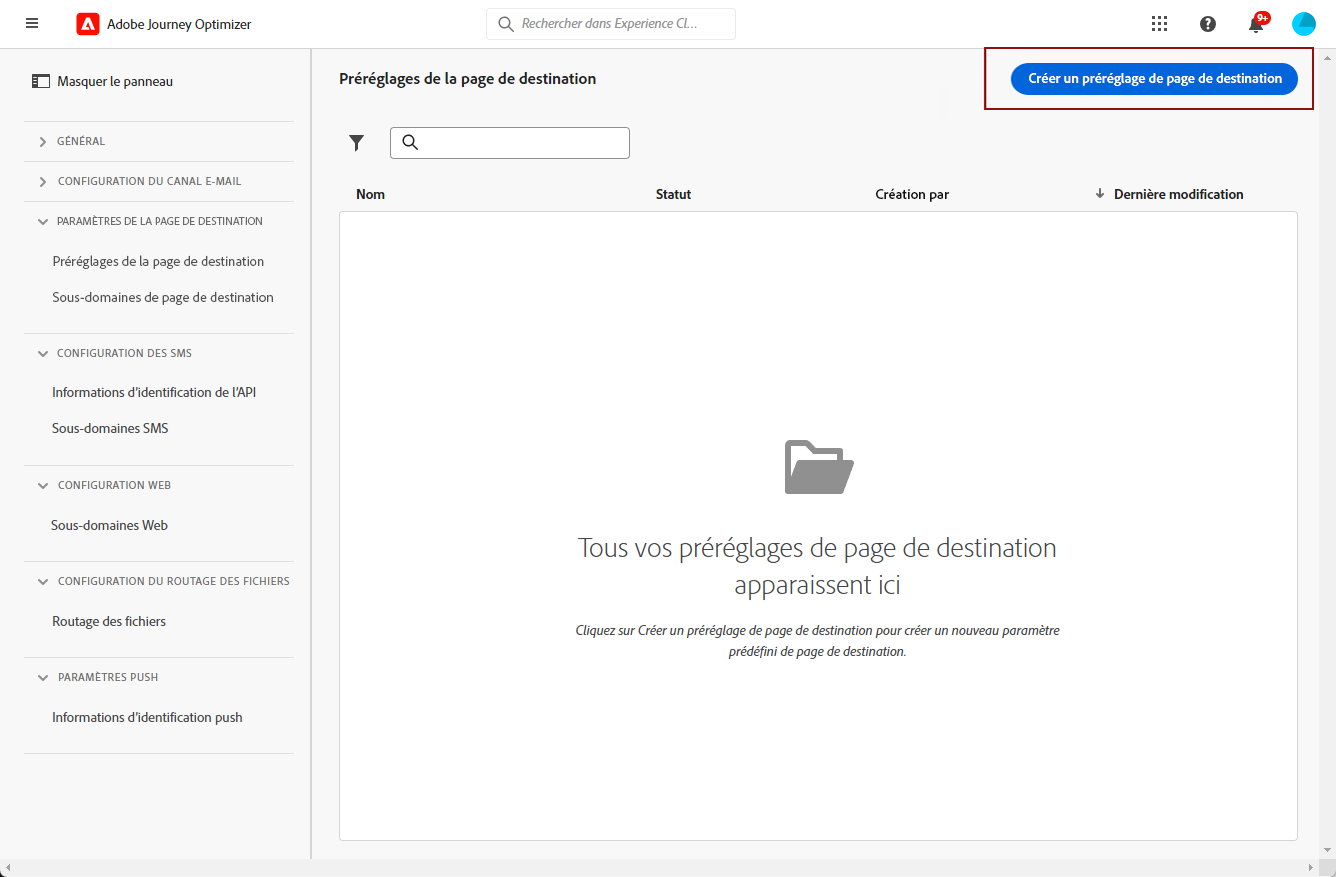 Adobe Journey Optimizer
Rechercher dans Experience Cl...
9+
Masquer le panneau
Préréglages de la page de destination
Créer un préréglage de page de destination
GÉNÉRAL
CONFIGURATION DU CANAL E-MAIL
PARAMÈTRES DE LA PAGE DE DESTINATION
Préréglages de la page de destination
Sous-domaines de page de destination
CONFIGURATION DES SMS
Informations d’identification de l’API
Sous-domaines SMS
CONFIGURATION WEB
Sous-domaines Web
CONFIGURATION DU ROUTAGE DES FICHIERS
Routage des fichiers
PARAMÈTRES PUSH
Informations d’identification push
Nom Statut Création par Dernière modification
Tous vos préréglages de page de destination
apparaissent ici
Cliquez sur Créer un préréglage de page de destination pour créer un nouveau paramètre
prédéfini de page de destination.